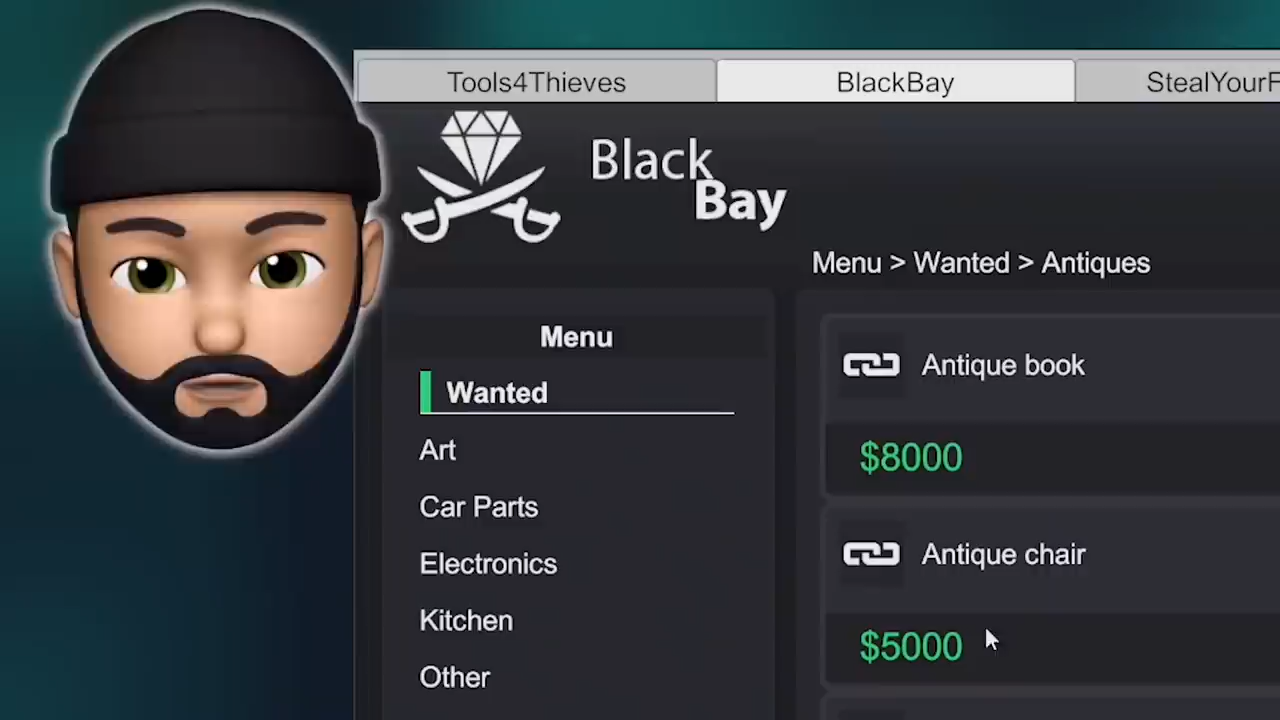 Tools4Thieves
BlackBay
StealYourF
Black
Bay
Menu > Wanted > Antiques
Menu
Wanted
Art
Car Parts
Electronics
Kitchen
Other
Antique book
$8000
Antique chair
$5000